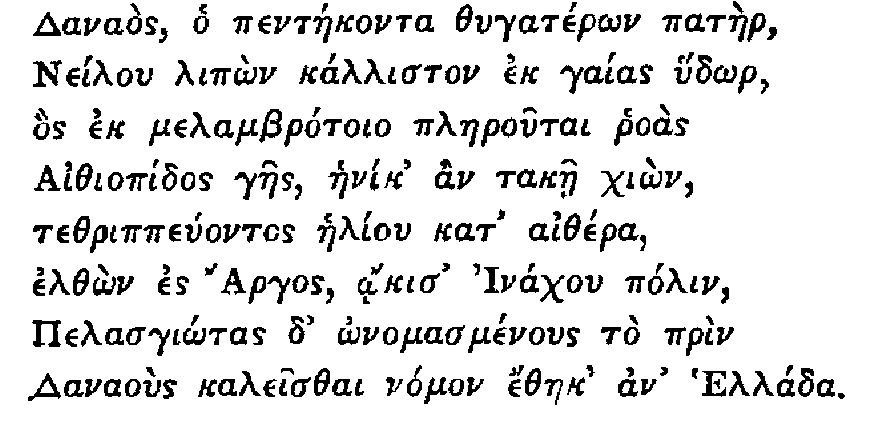 Δαναὸς, ὁ πεντήκοντα θυγατέρων πατὴρ,
Νείλου λιπὼν κάλλιστον ἐκ γαίας ὕδωρ,
ὃς ἐκ μελαμβρότοιο πληροῦται ῥοὰς
Αἰθιοπίδος γῆς, ἡνίκ' ἂν τακῇ χιὼν,
τεθριππεύοντος ἡλίου κατ' αἰθέρα,
ἐλθὼν ἐς Ἄργος, ᾤκισ' Ἰνάχου πόλιν,
Πελασγιώτας δ' ὠνομασμένους τὸ πρὶν
Δαναοὺς καλεῖσθαι νόμον ἔθηκ' ἀν' Ἑλλάδα.